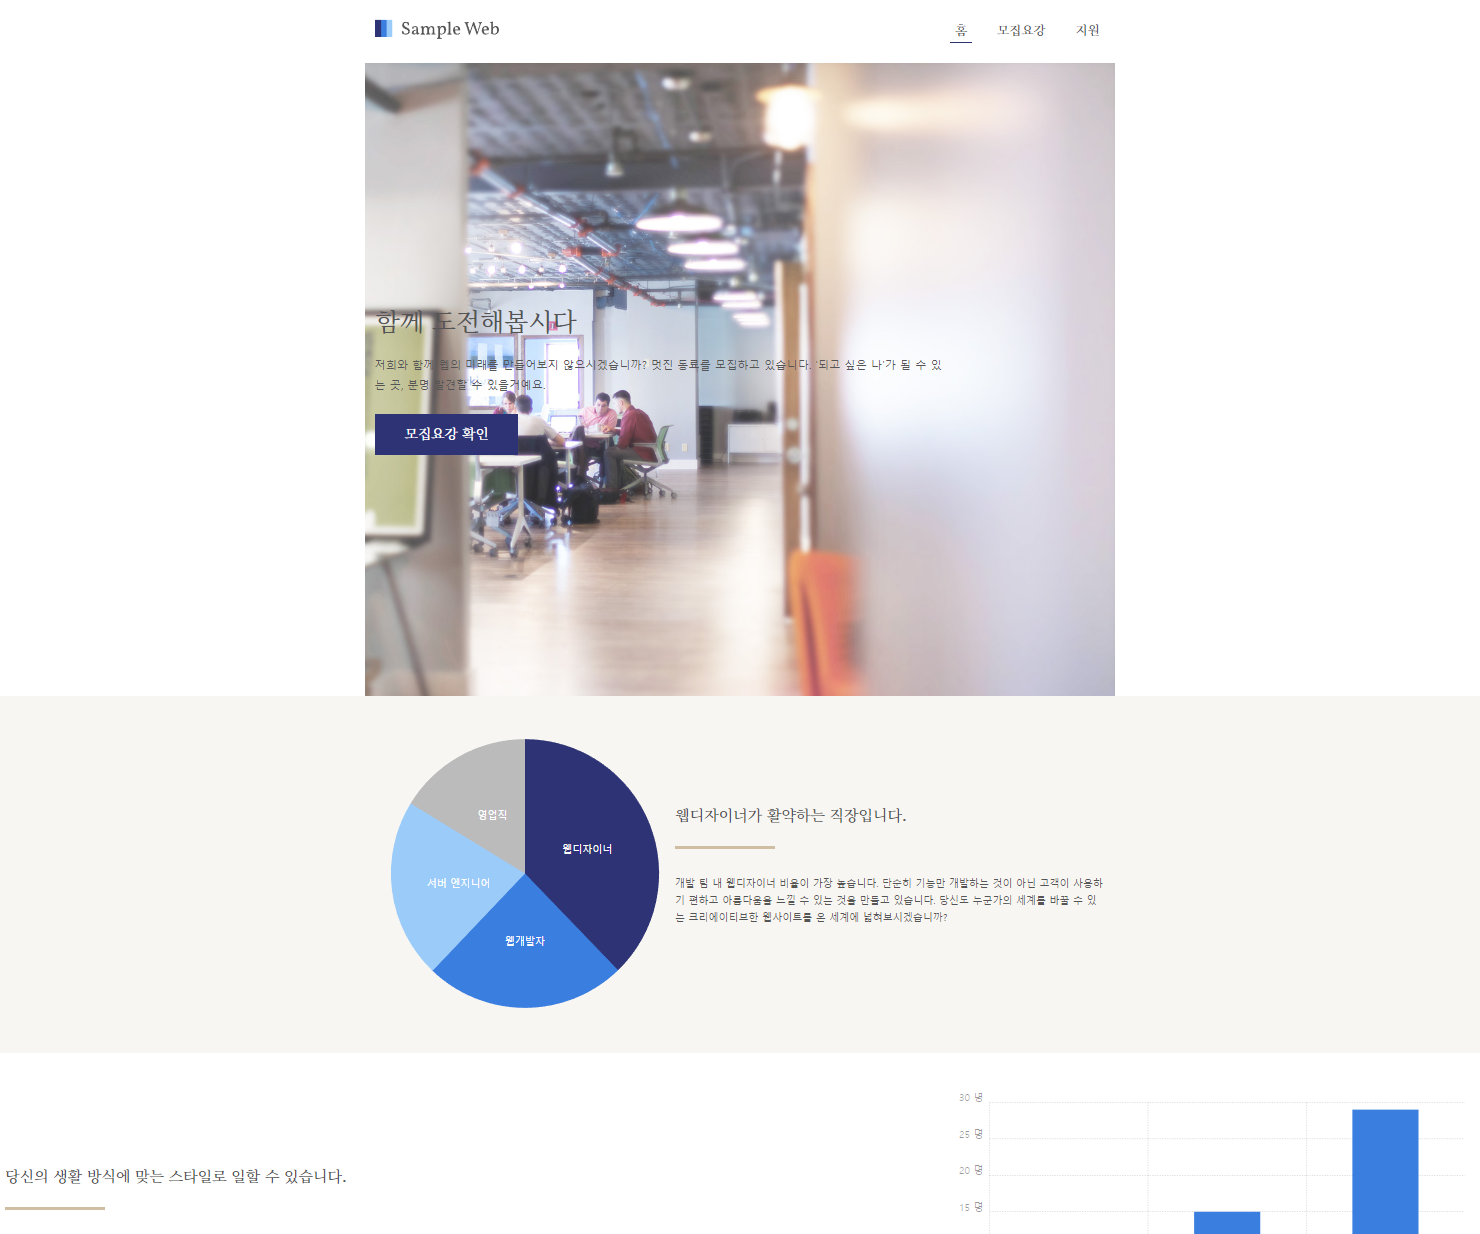 Sample Web
홈 모집요강 지원
함께 도전해봅시다
저희와 함께 웹의 미래를 만들어보지 않으시겠습니까? 멋진 동료를 모집하고 있습니다. '되고 싶은 나'가 될 수 있
는 곳, 분명 발견할 수 있을거예요.
모집요강 확인
영업직
웹디자이너
서버 엔지니어
웹개발자
웹디자이너가 활약하는 직장입니다.
개발 팀 내 웹디자이너 비율이 가장 높습니다. 단순히 기능만 개발하는 것이 아닌 고객이 사용하
기 편하고 아름다움을 느낄 수 있는 것을 만들고 있습니다. 당신도 누군가의 세계를 바꿀 수 있
는 크리에이티브한 웹사이트를 온 세계에 넓혀보시겠습니까?
당신의 생활 방식에 맞는 스타일로 일할 수 있습니다.
30 명
25 명
20 명
15 명